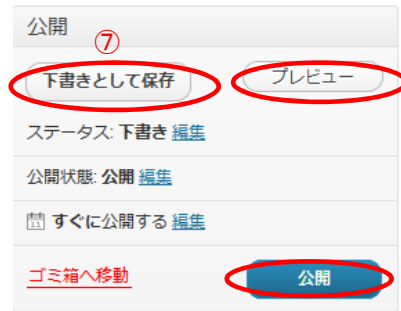 公開
⑦
下書きとして保存 プレビュー
ステータス: 下書き 編集
公開状態: 公開 編集
11 すぐに公開する 編集
ゴミ箱へ移動 公開